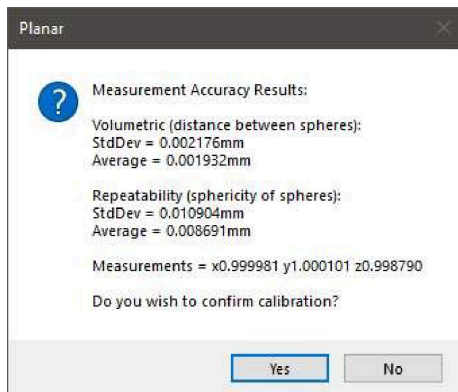 Planar
Measurement Accuracy Results:
Volumetric (distance between spheres):
StdDev = 0.002176mm
Average = 0.001932mm
Repeatability (sphericity of spheres):
StdDev = 0.010904mm
Average = 0.008691mm
Measurements = x0.999981 y1.000101 z0.998790
Do you wish to confirm calibration?
Yes
No